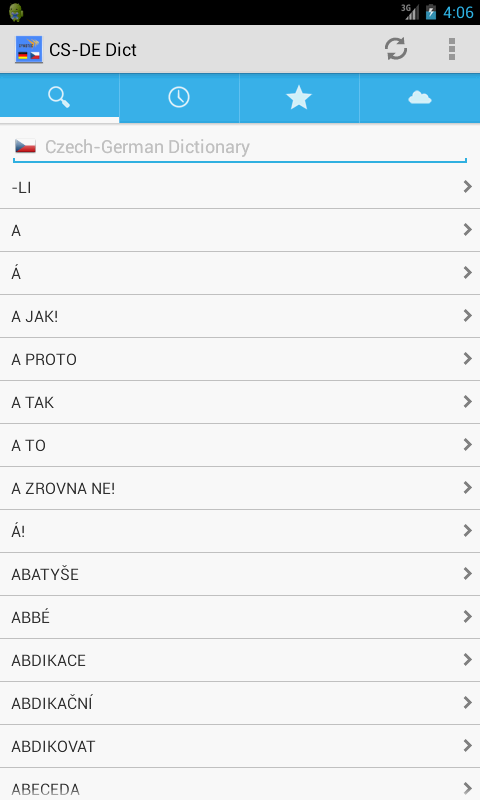 3G 4:06
CS-DE Dict
Czech-German Dictionary
-LI
A
Á
A JAK!
A PROTO
A TAK
A TO
A ZROVNA NE!
Á!
ABATYŠE
ABBÉ
ABDIKACE
ABDIKAČNÍ
ABDIKOVAT
ABECEDA